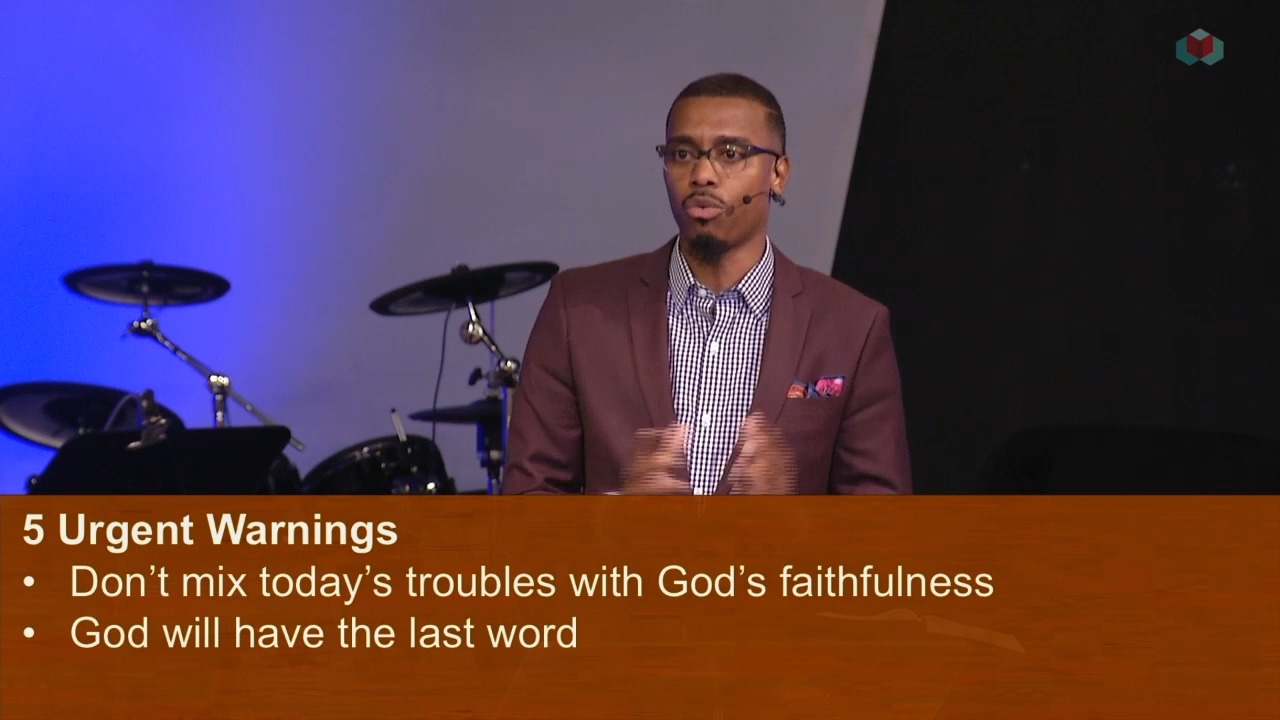 5 Urgent Warnings
• Don’t mix today’s troubles with God’s faithfulness
• God will have the last word